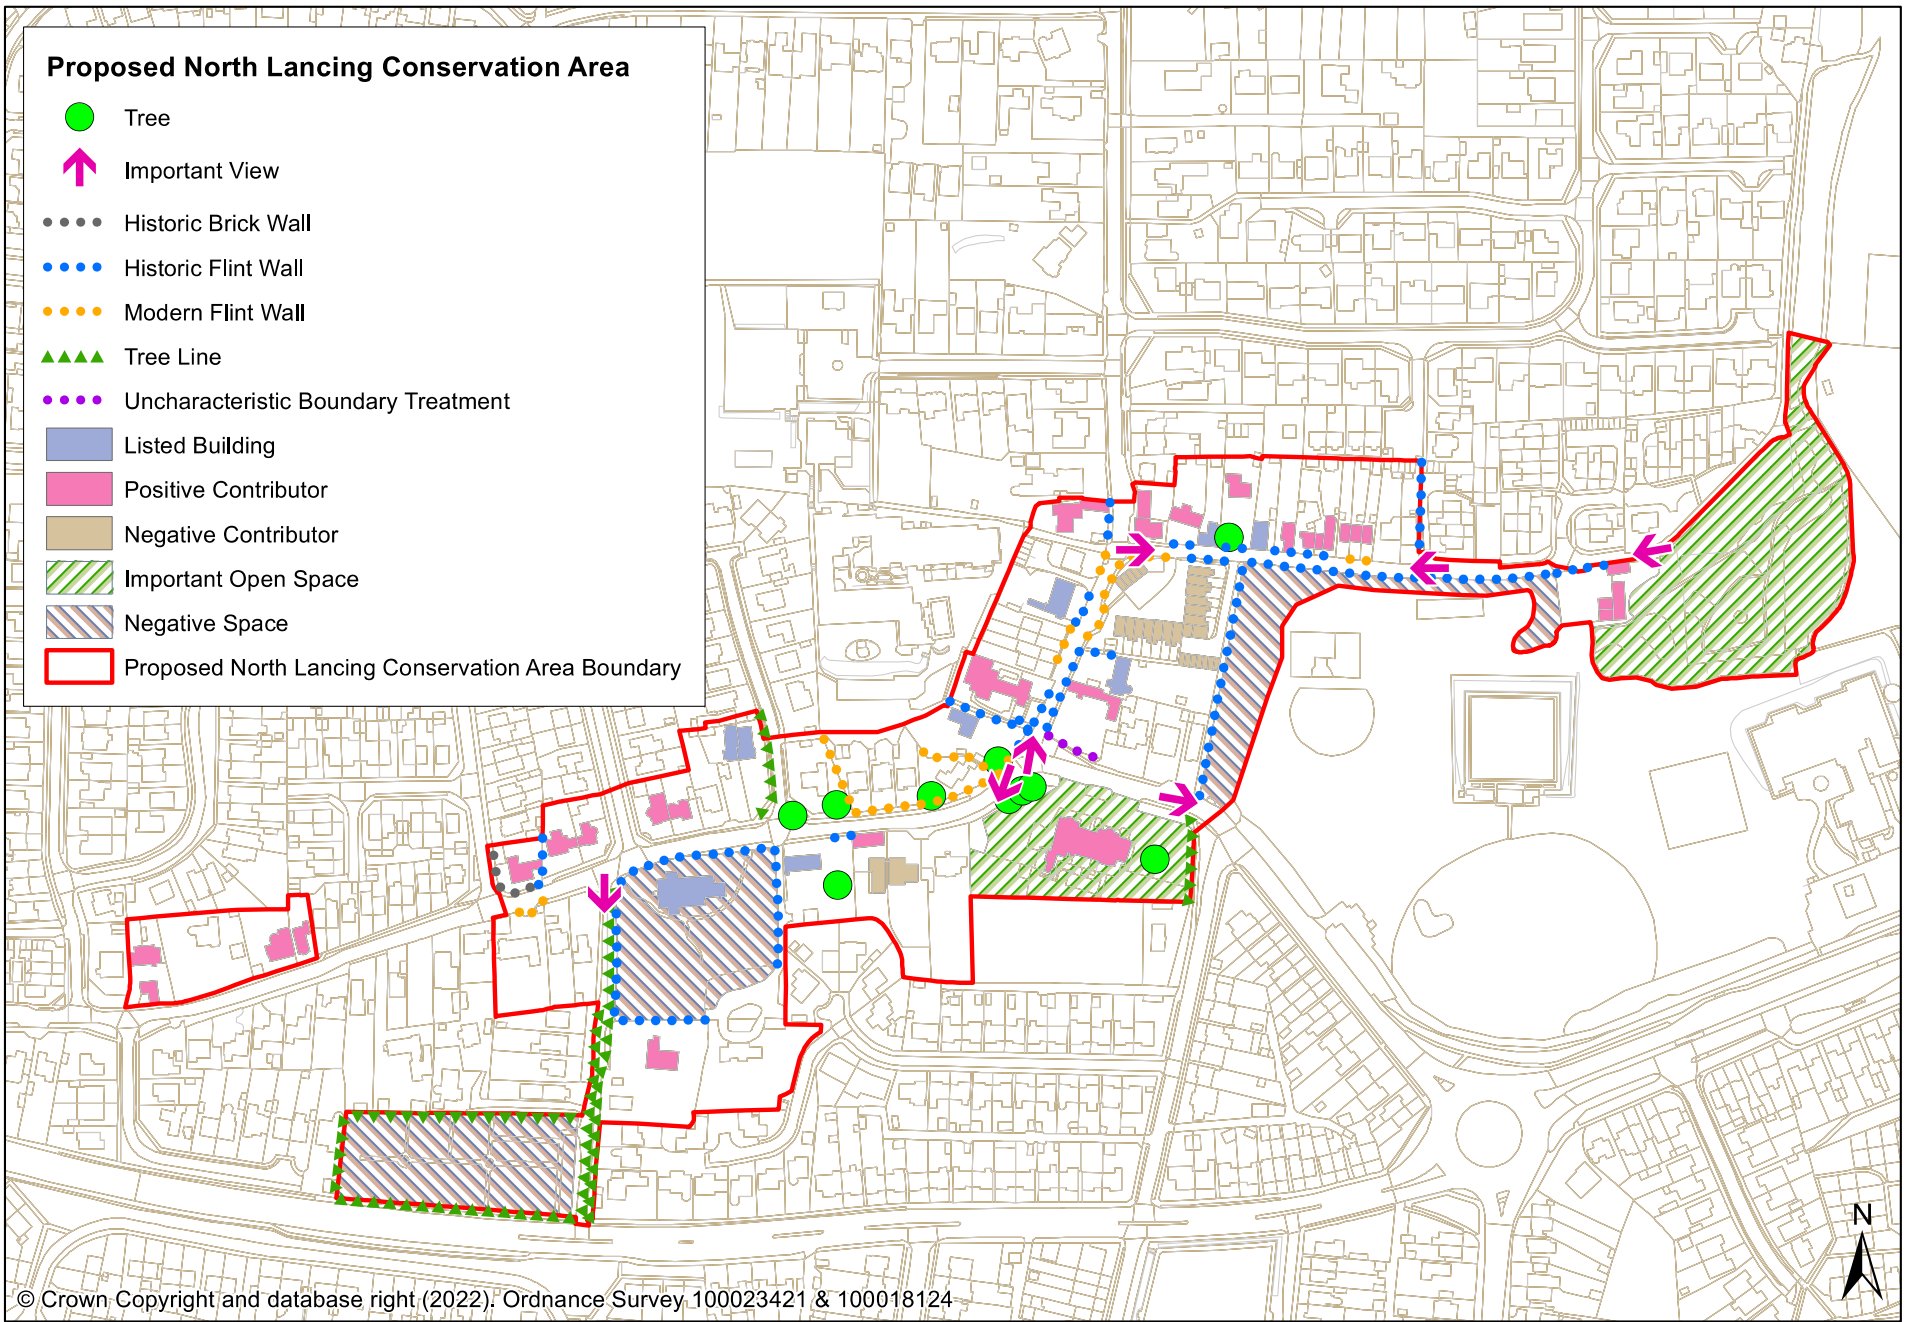 Proposed North Lancing Conservation Area
Tree
Important View
Historic Brick Wall
Historic Flint Wall
Modern Flint Wall
Tree Line
Uncharacteristic Boundary Treatment
Listed Building
Positive Contributor
Negative Contributor
Important Open Space
Negative Space
Proposed North Lancing Conservation Area Boundary
N
© Crown Copyright and database right (2022). Ordnance Survey 100023421 & 100018124